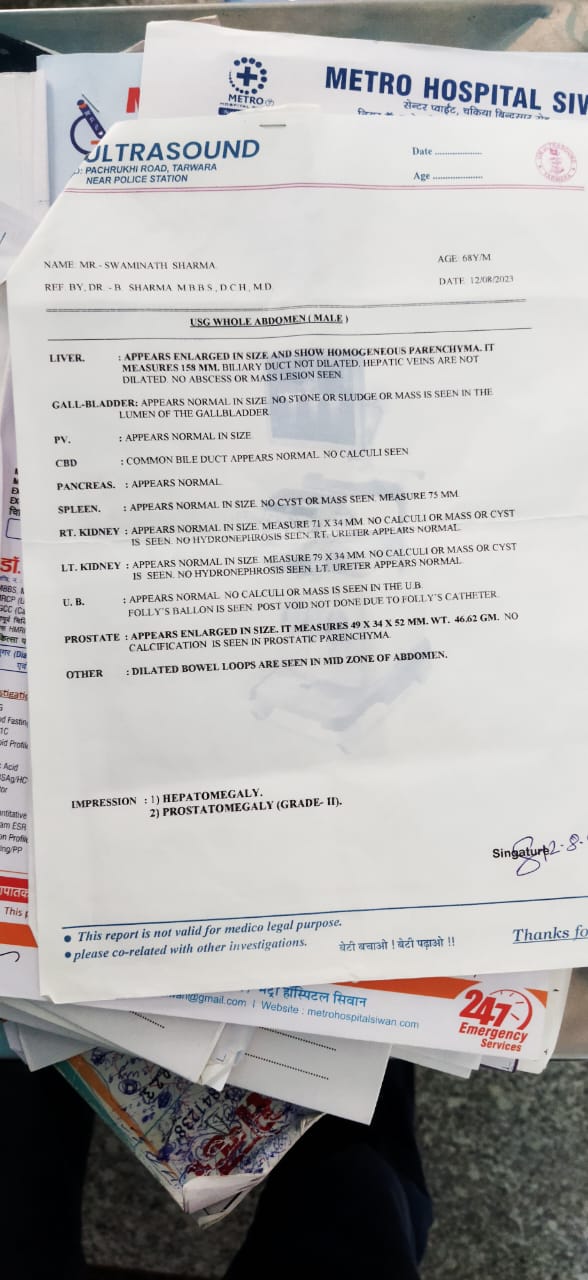 METRO HOSPITAL SIW
METRO
सेन्टर प्वाईट, चकिया
ULTRASOUND
: PACHRUKHI ROAD, TARWARA
NEAR POLICE STATION
Date ....................
Age ....................
NAME: MR.- SWAMINATH SHARMA.
AGE: 68Y/M
REF. BY, DR. - B. SHARMA M.B.B.S., D.C.H., M.D.
DATE: 12/08/2023
USG WHOLE ABDOMEN ( MALE )
LIVER. : APPEARS ENLARGED IN SIZE AND SHOW HOMOGENEOUS PARENCHYMA. IT
MEASURES 158 MM. BILIARY DUCT NOT DILATED. HEPATIC VEINS ARE NOT
DILATED. NO ABSCESS OR MASS LESION SEEN.
GALL-BLADDER: APPEARS NORMAL IN SIZE. NO STONE OR SLUDGE OR MASS IS SEEN IN THE
LUMEN OF THE GALLBLADDER.
PV. : APPEARS NORMAL IN SIZE.
CBD : COMMON BILE DUCT APPEARS NORMAL. NO CALCULI SEEN
PANCREAS. : APPEARS NORMAL.
SPLEEN. : APPEARS NORMAL IN SIZE. NO CYST OR MASS SEEN. MEASURE 75 MM.
RT. KIDNEY : APPEARS NORMAL IN SIZE. MEASURE 71 X 34 MM. NO CALCULI OR MASS OR CYST
IS SEEN. NO HYDRONEPHROSIS SEEN. RT. URETER APPEARS NORMAL.
LT. KIDNEY : APPEARS NORMAL IN SIZE. MEASURE 79 X 34 MM. NO CALCULI OR MASS OR CYST
IS SEEN. NO HYDRONEPHROSIS SEEN. LT. URETER APPEARS NORMAL.
U. B. : APPEARS NORMAL. NO CALCULI OR MASS IS SEEN IN THE U.B.
FOLLY'S BALLON IS SEEN. POST VOID NOT DONE DUE TO FOLLY'S CATHETER.
PROSTATE : APPEARS ENLARGED IN SIZE. IT MEASURES 49 X 34 X 52 MM. WT. 46.62 GM. NO
CALCIFICATION IS SEEN IN PROSTATIC PARENCHYMA.
OTHER : DILATED BOWEL LOOPS ARE SEEN IN MID ZONE OF ABDOMEN.
IMPRESSION : 1) HEPATOMEGALY.
2) PROSTATOMEGALY (GRADE- II).
Singature
• This report is not valid for medico legal purpose.
• please co-related with other investigations.
बेटी बचाओ ! बेटी पढ़ाओ !!
Thanks fo
हॉस्पिटल सिवान
@gmail.com | Website : metrohospitalsiwan.com
24x7
Emergency
Services